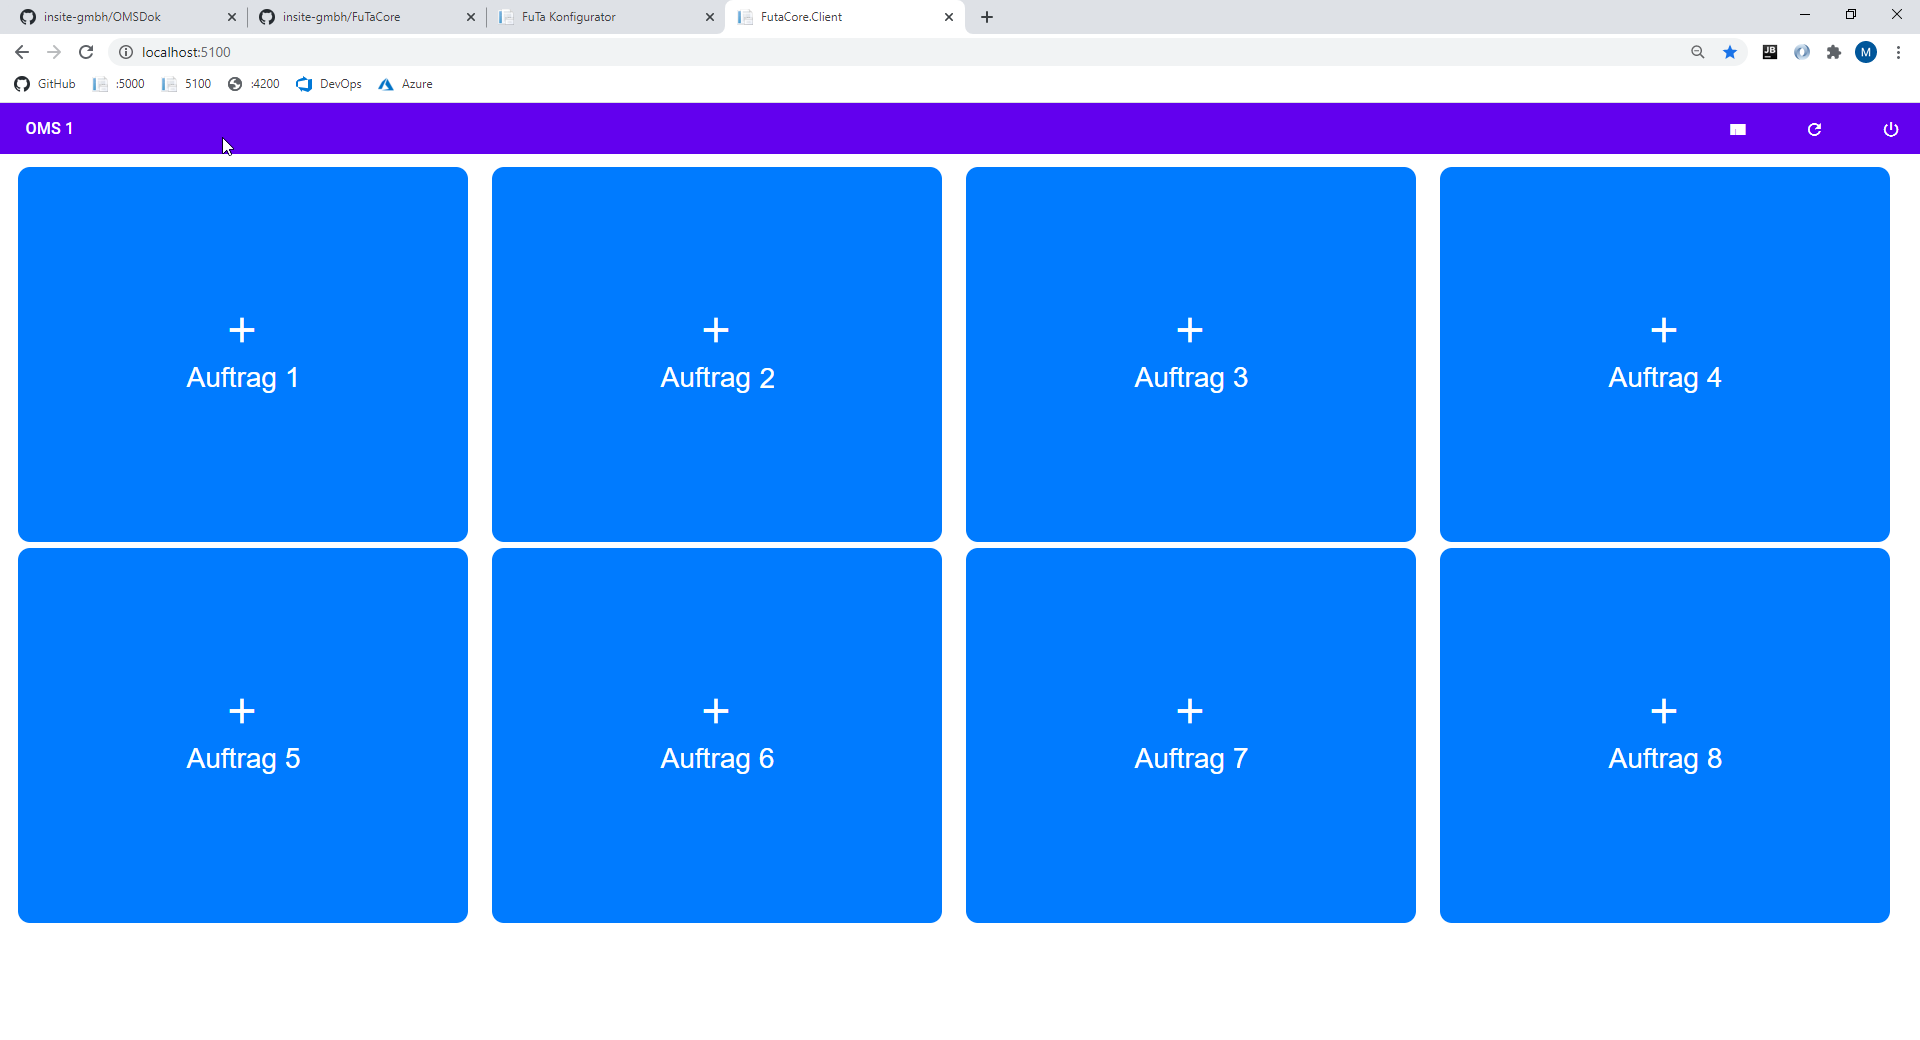 insite-gmbh/OMSDok
insite-gmbh/FuTaCore
FuTa Konfigurator
FutaCore.Client
localhost:5100
JB
M
GitHub
:5000
5100
:4200
DevOps
Azure
OMS 1
+
Auftrag 1
+
Auftrag 2
+
Auftrag 3
+
Auftrag 4
+
Auftrag 5
+
Auftrag 6
+
Auftrag 7
+
Auftrag 8